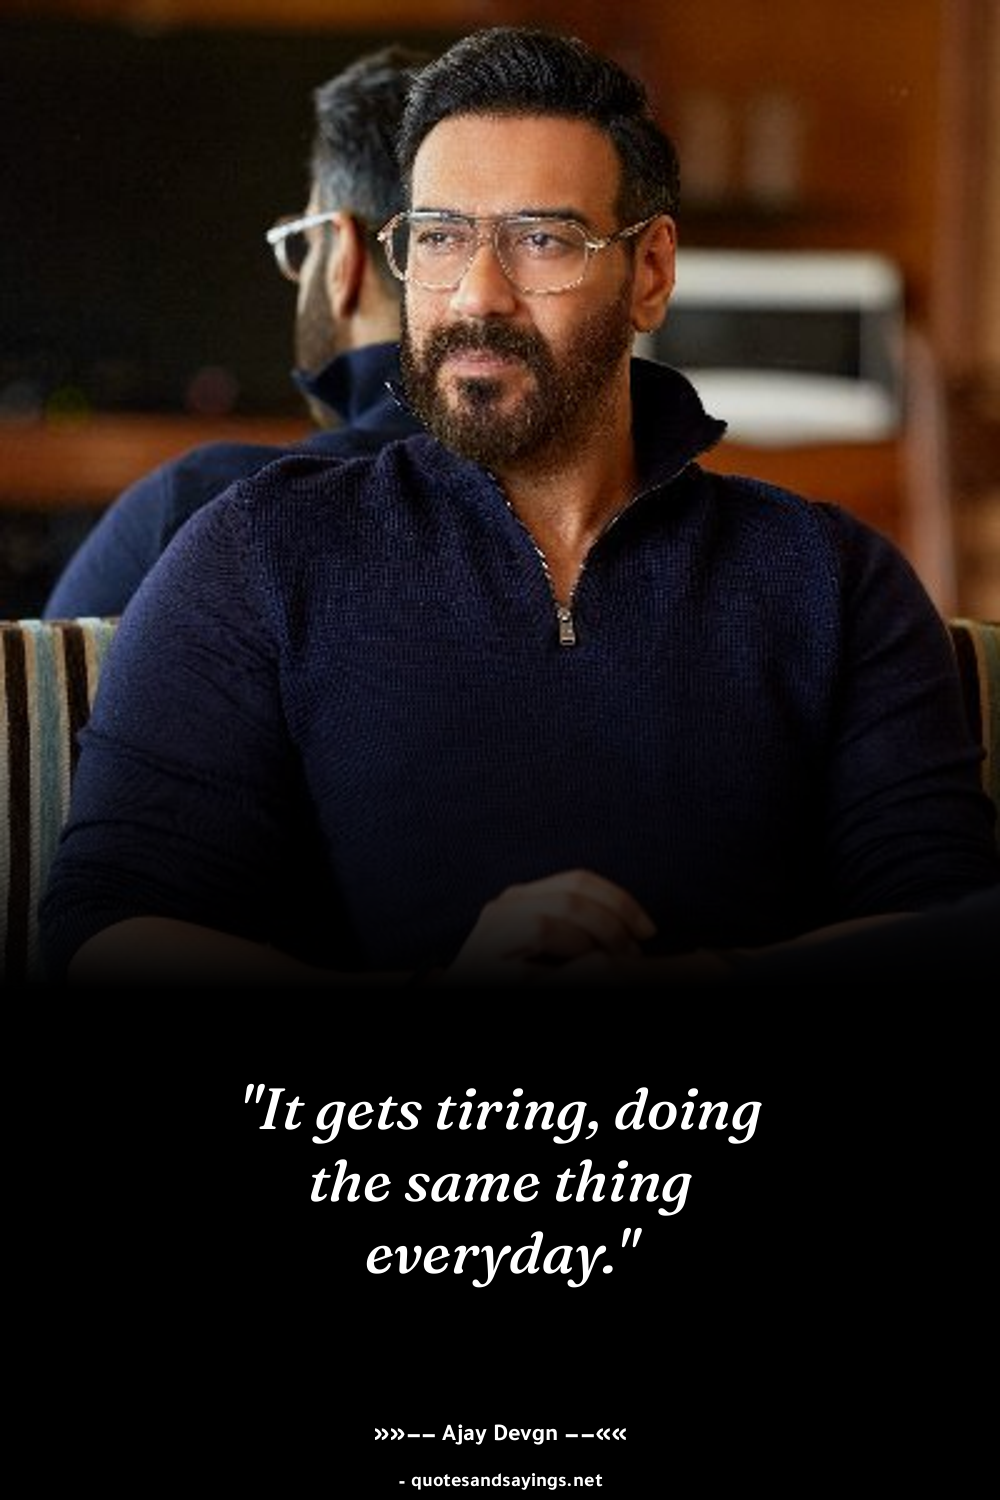 "It gets tiring, doing
the same thing
everyday."
»»–– Ajay Devgn ––««
- quotesandsayings.net